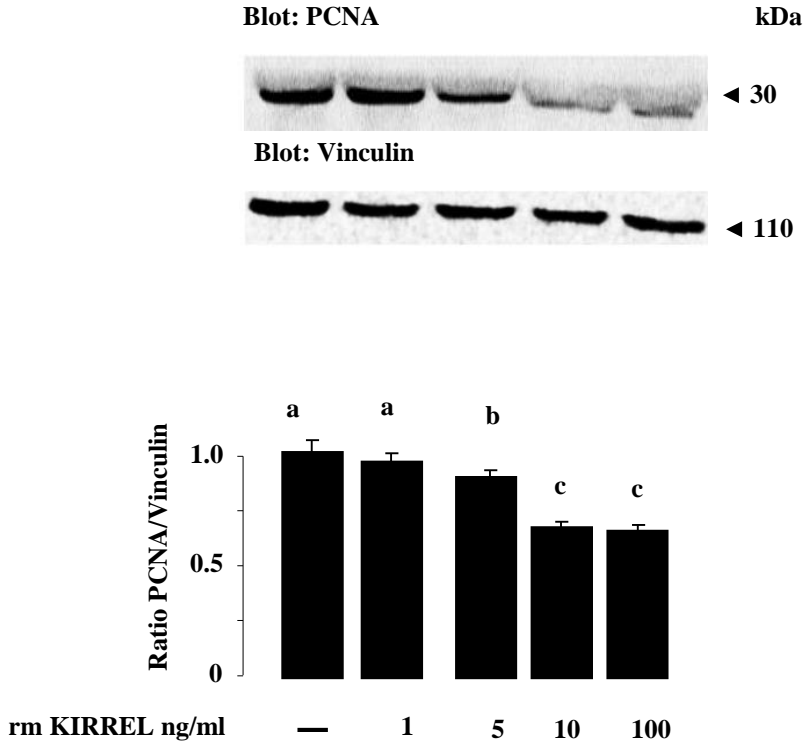 Blot: PCNA kDa
◄ 30
Blot: Vinculin
◄ 110
a a b c c
Ratio PCNA/Vinculin
1.0
0.5
0
rm KIRREL ng/ml — 1 5 10 100